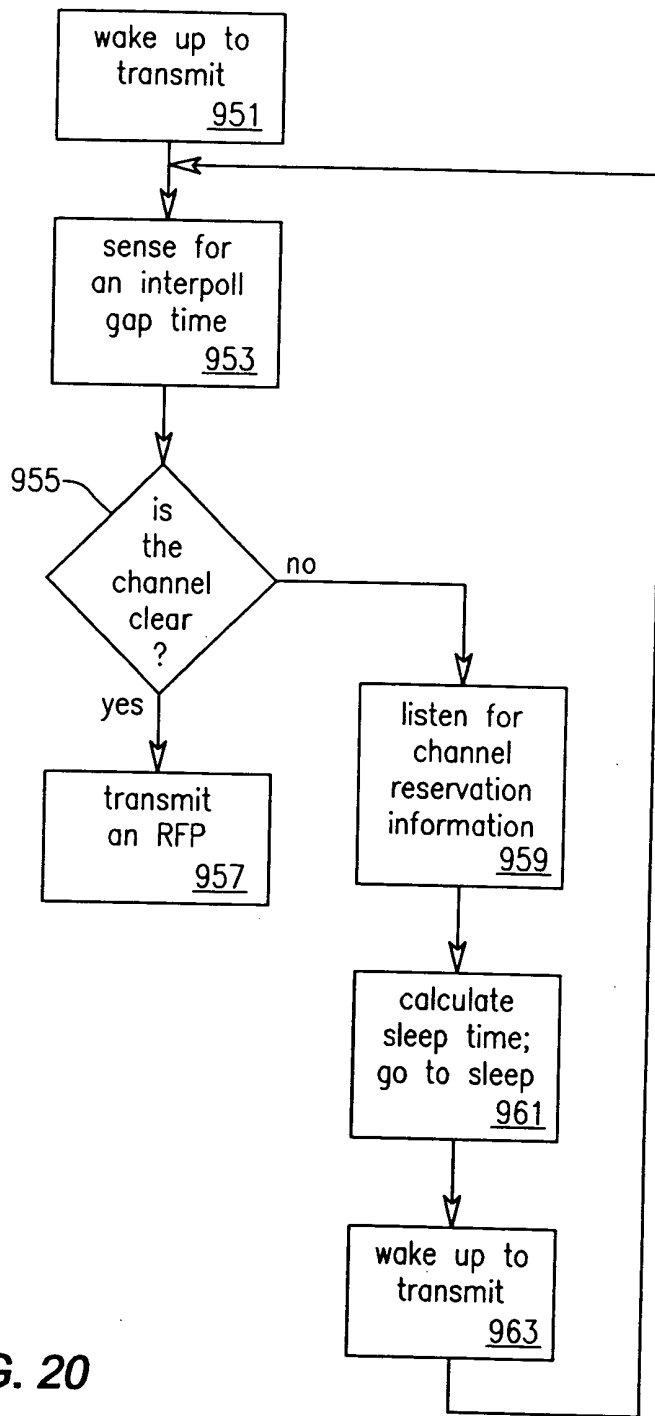 wake up to
transmit
951
sense for
an interpoll
gap time
953
955
is
the
channel
clear
?
no
yes
transmit
an RFP
957
listen for
channel
reservation
information
959
calculate
sleep time;
go to sleep
961
wake up to
transmit
963
G. 20